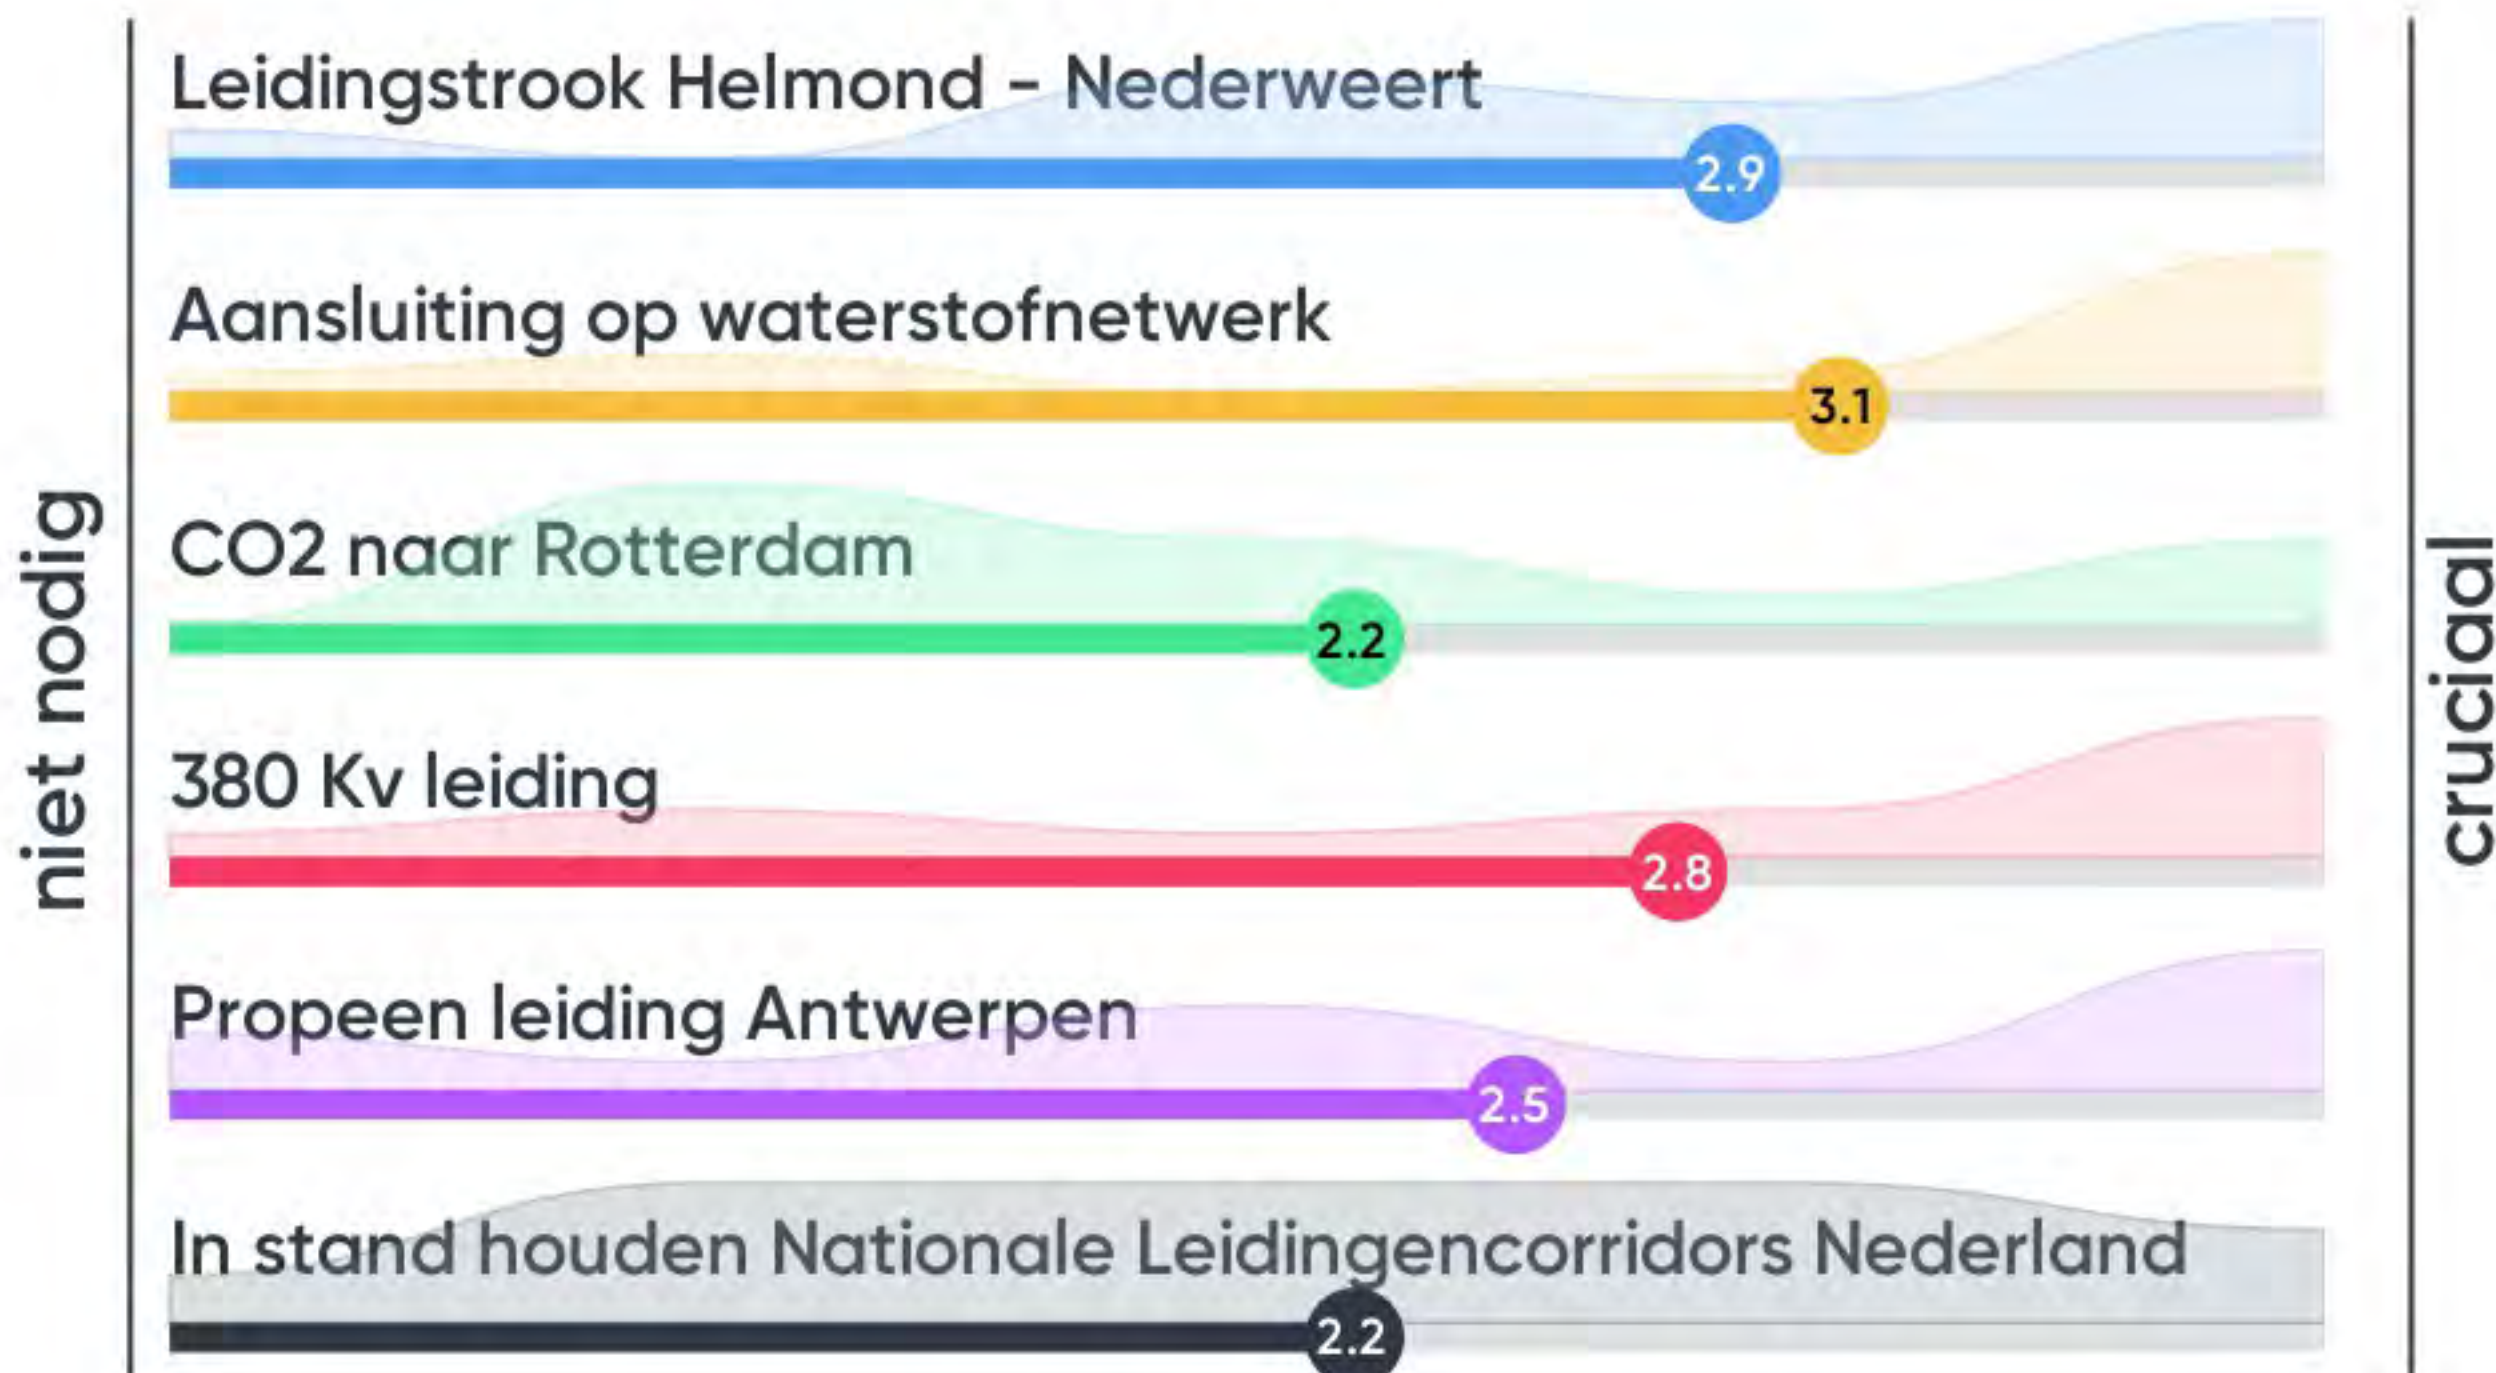 niet nodig
Leidingstrook Helmond - Nederweert
2.9
Aansluiting op waterstofnetwerk
3.1
CO2 naar Rotterdam
2.2
380 Kv leiding
2.8
Propeen leiding Antwerpen
2.5
In stand houden Nationale Leidingencorridors Nederland
2.2
cruciaal